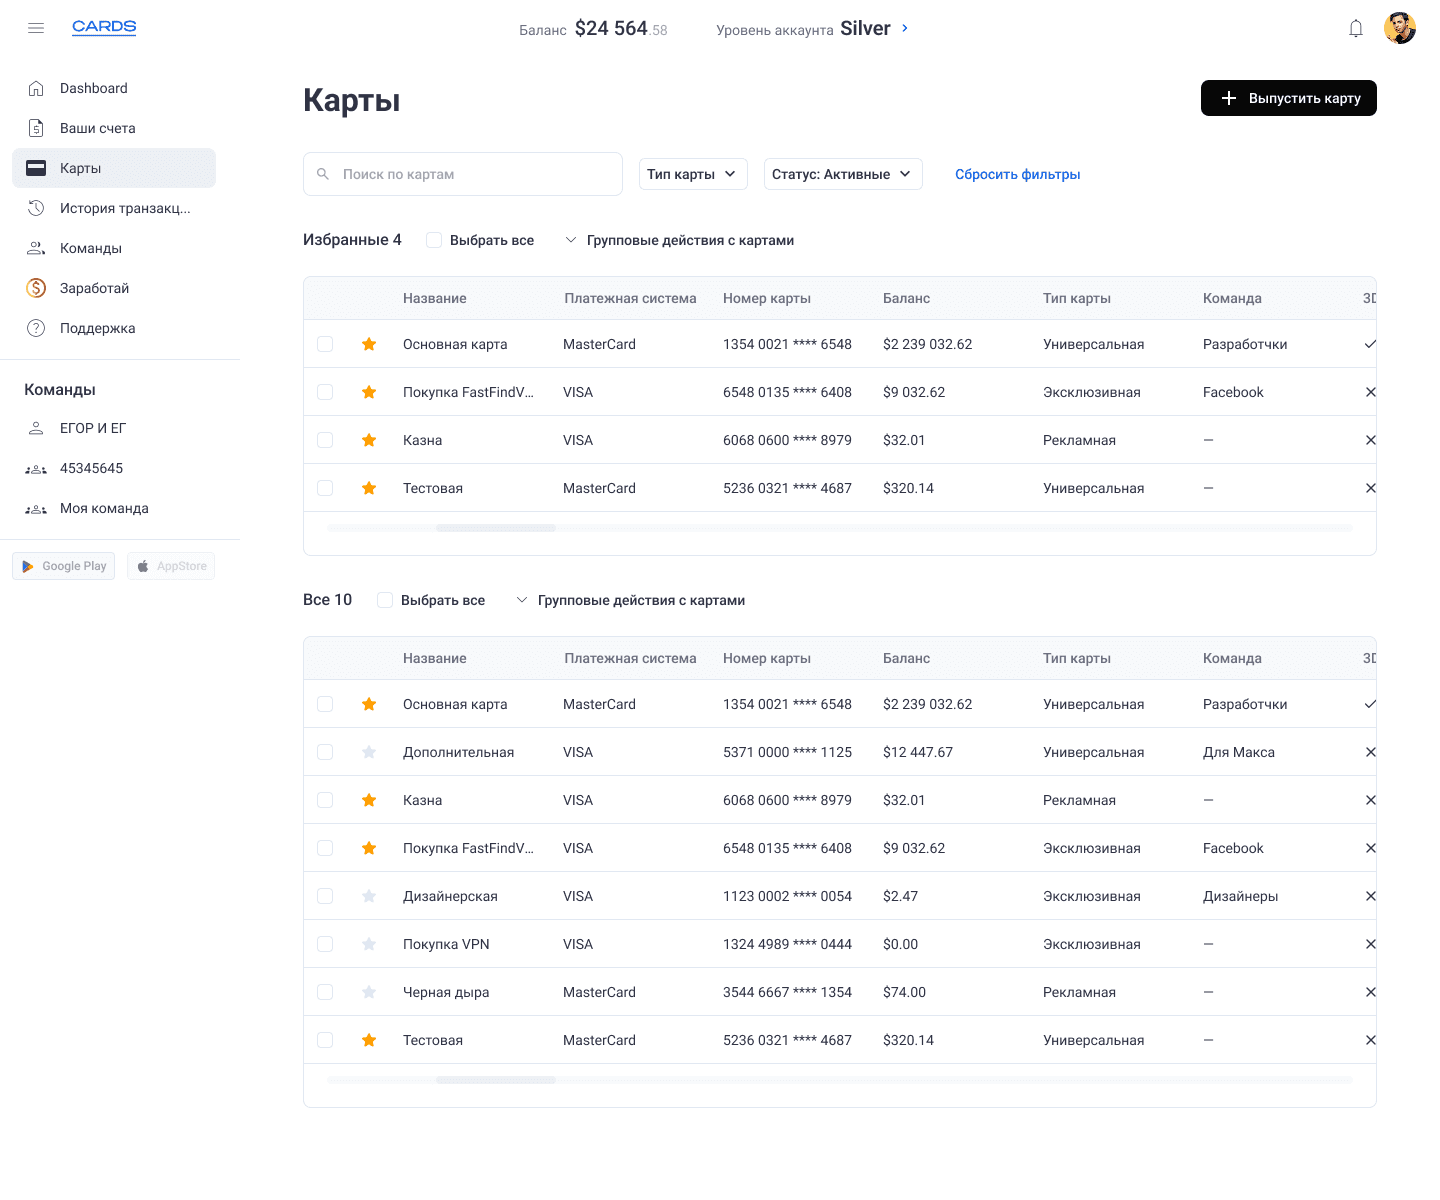 CARDS
Баланс $24 564.58
Уровень аккаунта Silver
Dashboard
Ваши счета
Карты
История транзакц...
Команды
Заработай
Поддержка
Команды
ЕГОР И ЕГ
45345645
Моя команда
Google Play
AppStore
Карты
Выпустить карту
Поиск по картам
Тип карты
Статус: Активные
Сбросить фильтры
Избранные 4 Выбрать все Групповые действия с картами
Название Платежная система Номер карты Баланс Тип карты Команда 3D
Основная карта MasterCard 1354 0021 **** 6548 $2 239 032.62 Универсальная Разработчки
Покупка FastFindV... VISA 6548 0135 **** 6408 $9 032.62 Эксклюзивная Facebook
Казна VISA 6068 0600 **** 8979 $32.01 Рекламная —
Тестовая MasterCard 5236 0321 **** 4687 $320.14 Универсальная —
Все 10 Выбрать все Групповые действия с картами
Название Платежная система Номер карты Баланс Тип карты Команда 3D
Основная карта MasterCard 1354 0021 **** 6548 $2 239 032.62 Универсальная Разработчки
Дополнительная VISA 5371 0000 **** 1125 $12 447.67 Универсальная Для Макса
Казна VISA 6068 0600 **** 8979 $32.01 Рекламная —
Покупка FastFindV... VISA 6548 0135 **** 6408 $9 032.62 Эксклюзивная Facebook
Дизайнерская VISA 1123 0002 **** 0054 $2.47 Эксклюзивная Дизайнеры
Покупка VPN VISA 1324 4989 **** 0444 $0.00 Эксклюзивная —
Черная дыра MasterCard 3544 6667 **** 1354 $74.00 Рекламная —
Тестовая MasterCard 5236 0321 **** 4687 $320.14 Универсальная —